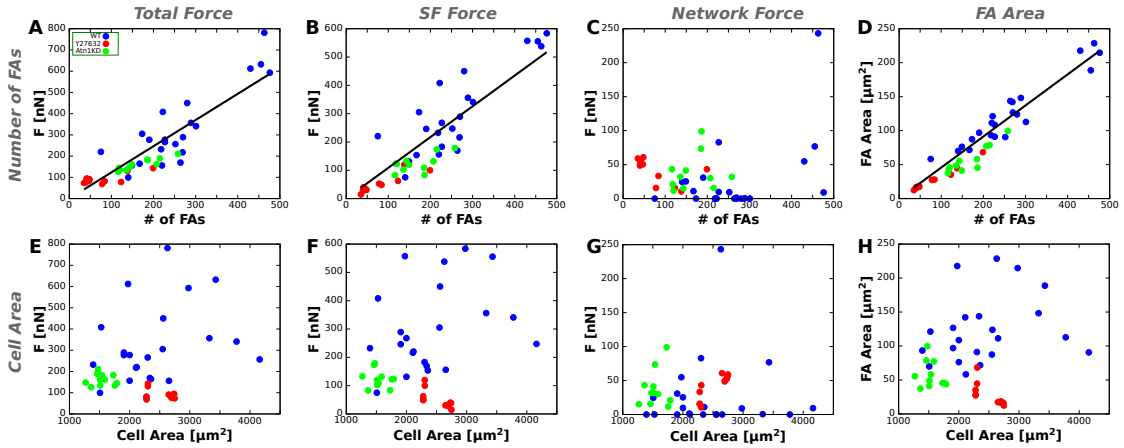 Total Force
SF Force
Network Force
FA Area
Number of FAs
Cell Area
A
WT
Y27632
Atn1KD
F [nN]
800
700
600
500
400
300
200
100
0
0 100 200 300 400 500
# of FAs
B
F [nN]
600
500
400
300
200
100
0
0 100 200 300 400 500
# of FAs
C
F [nN]
250
200
150
100
50
0
0 100 200 300 400 500
# of FAs
D
FA Area [µm²]
250
200
150
100
50
0
0 100 200 300 400 500
# of FAs
E
F [nN]
800
700
600
500
400
300
200
100
0
1000 2000 3000 4000
Cell Area [µm²]
F
F [nN]
600
500
400
300
200
100
0
1000 2000 3000 4000
Cell Area [µm²]
G
F [nN]
250
200
150
100
50
0
1000 2000 3000 4000
Cell Area [µm²]
H
FA Area [µm²]
250
200
150
100
50
0
1000 2000 3000 4000
Cell Area [µm²]